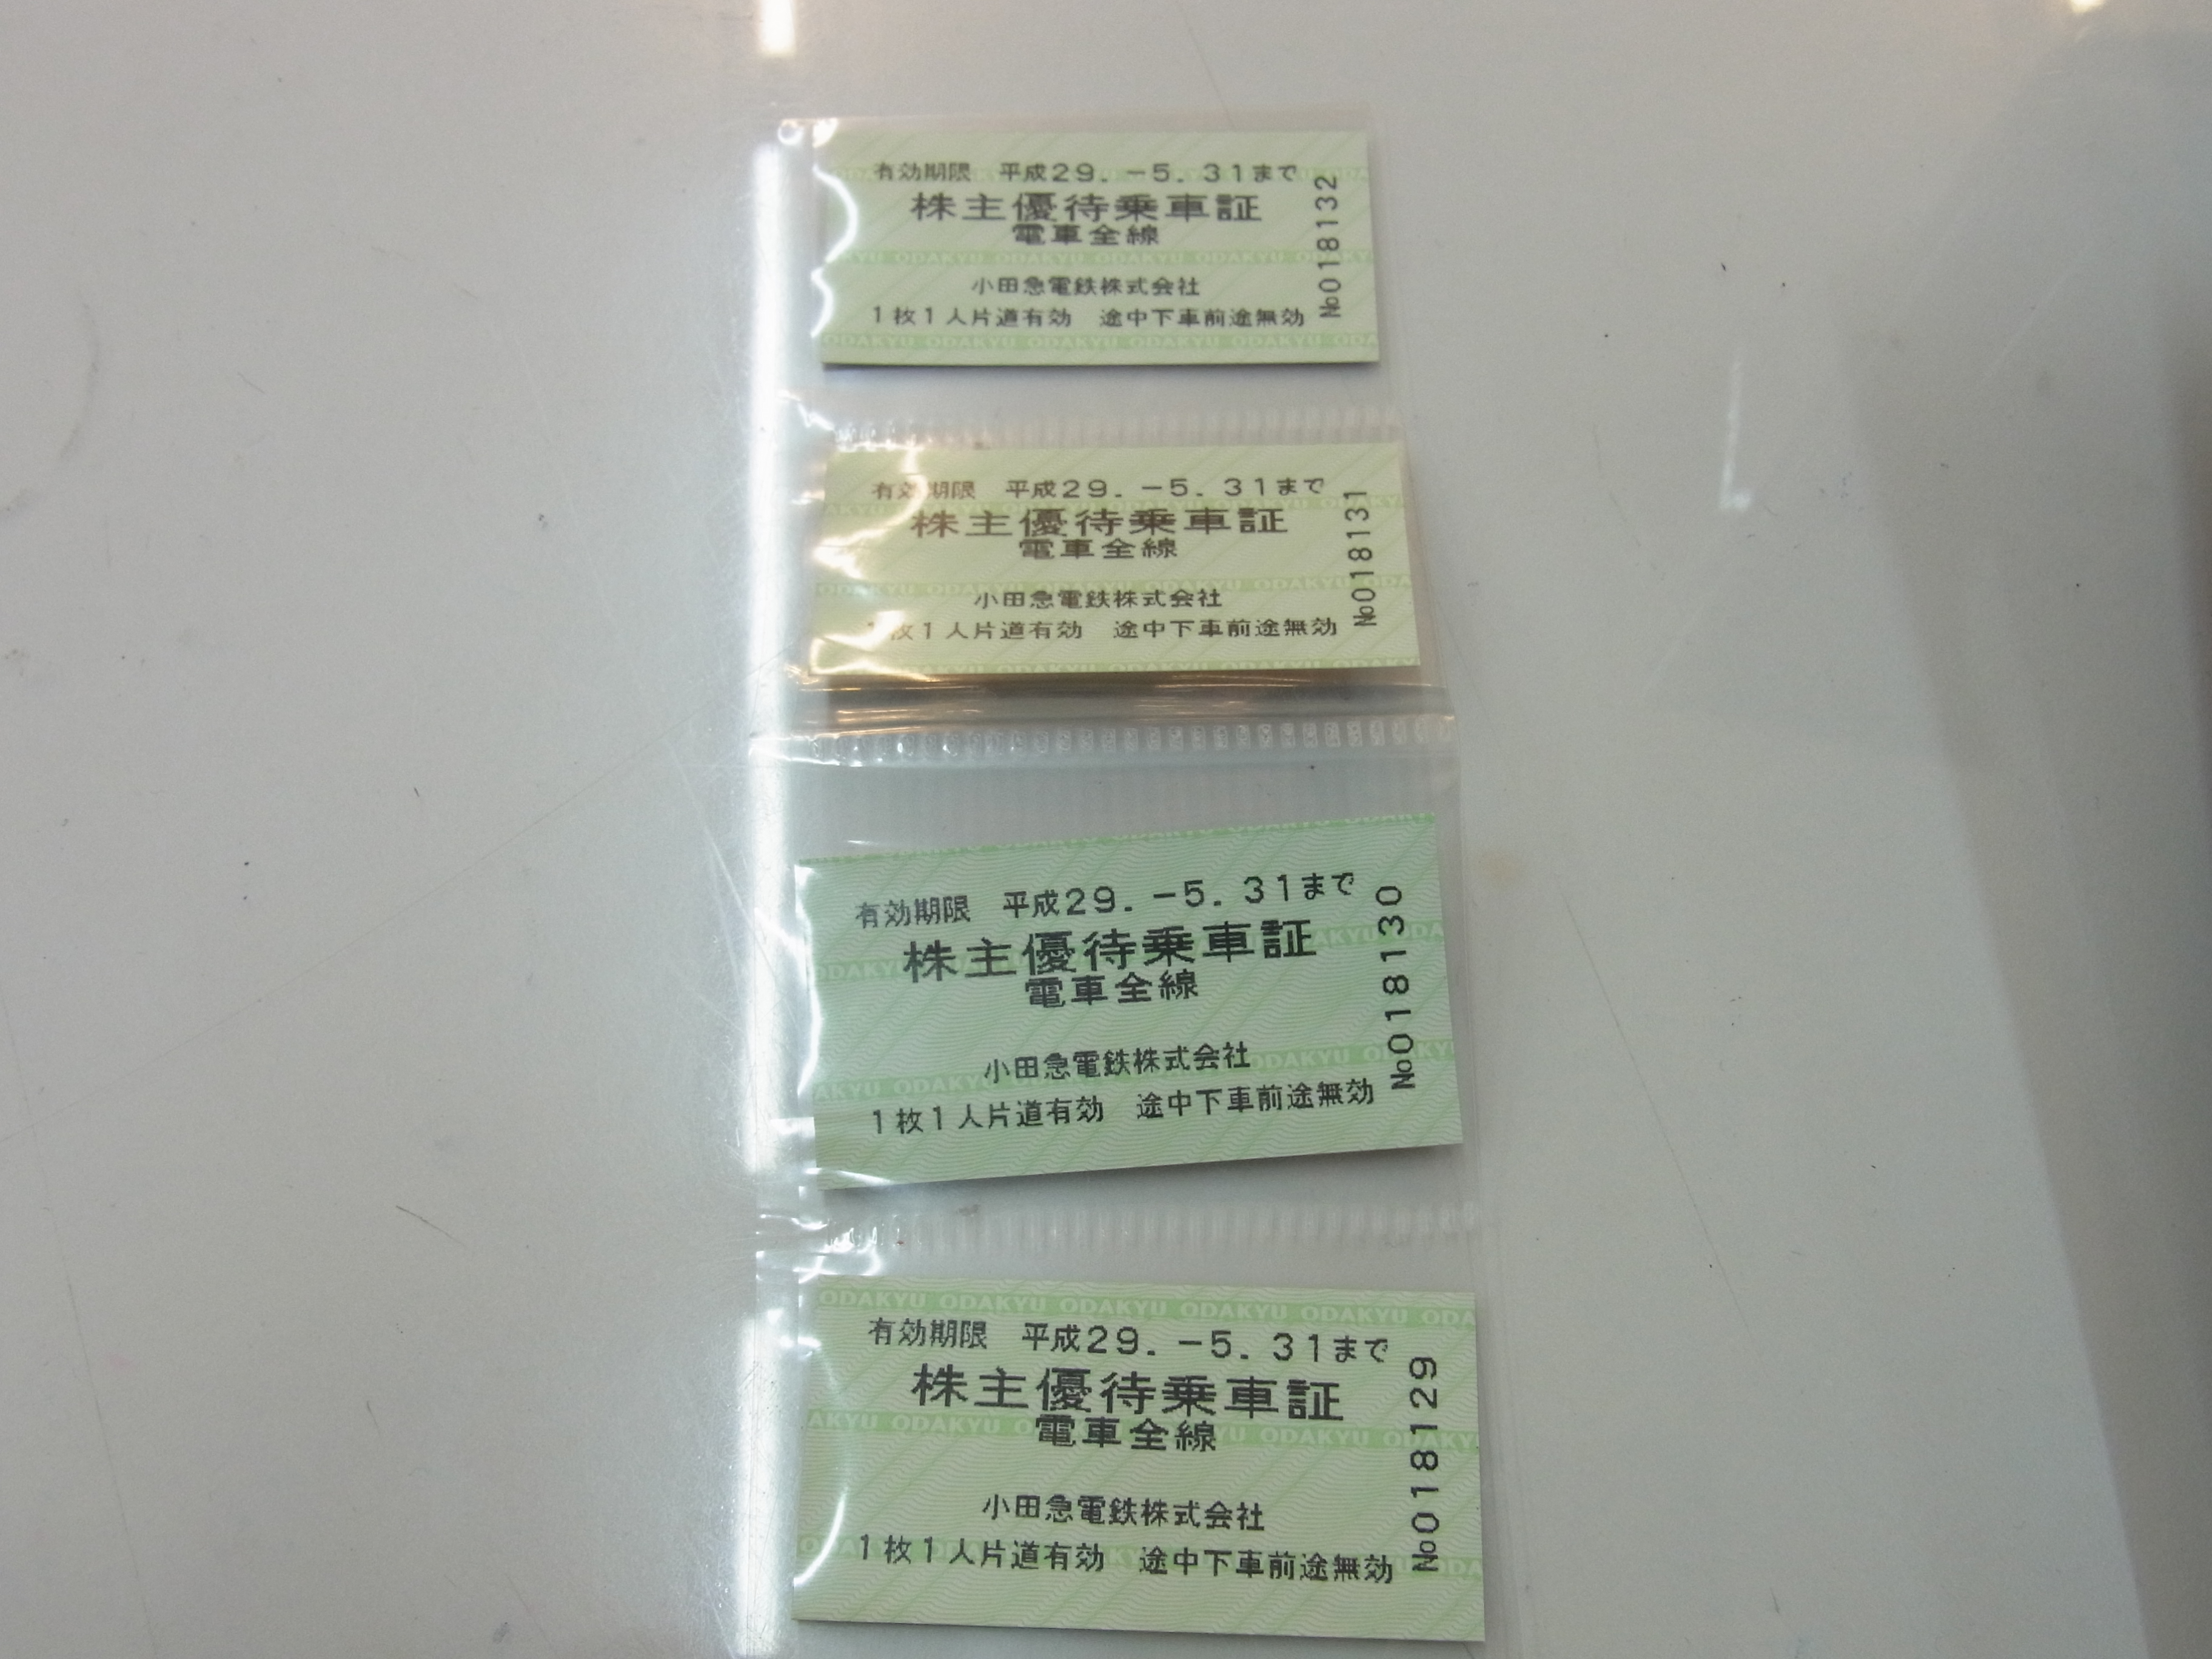 有効期限 平成29.-5.31まで
株主優待乗車証
電車全線
小田急電鉄株式会社
1枚1人片道有効 途中下車前途無効
№0018132
有効期限 平成29.-5.31まで
株主優待乗車証
電車全線
小田急電鉄株式会社
1枚1人片道有効 途中下車前途無効
№0018131
有効期限 平成29.-5.31まで
株主優待乗車証
電車全線
小田急電鉄株式会社
1枚1人片道有効 途中下車前途無効
№0018130
ODAKYU ODAKYU ODAKYU ODAKYU ODAKYU
有効期限 平成29.-5.31まで
株主優待乗車証
電車全線
小田急電鉄株式会社
1枚1人片道有効 途中下車前途無効
№0018129